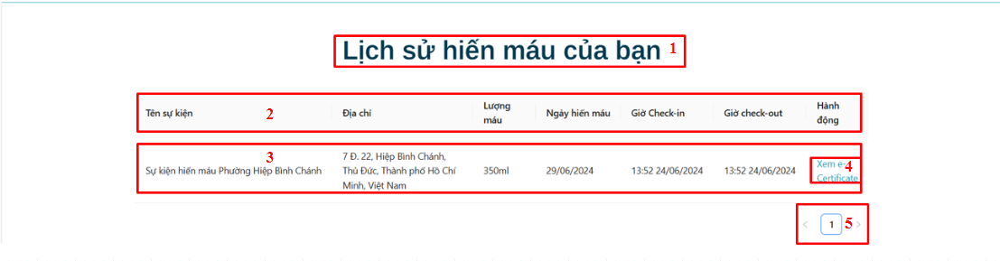 Lịch sử hiến máu của bạn 1
Tên sự kiện 2 Địa chỉ Lượng máu Ngày hiến máu Giờ Check-in Giờ check-out Hành động
3
Sự kiện hiến máu Phường Hiệp Bình Chánh
7 Đ. 22, Hiệp Bình Chánh,
Thủ Đức, Thành phố Hồ Chí
Minh, Việt Nam
350ml
29/06/2024
13:52 24/06/2024
13:52 24/06/2024
Xem e- 4
Certificate
< 1 5 >